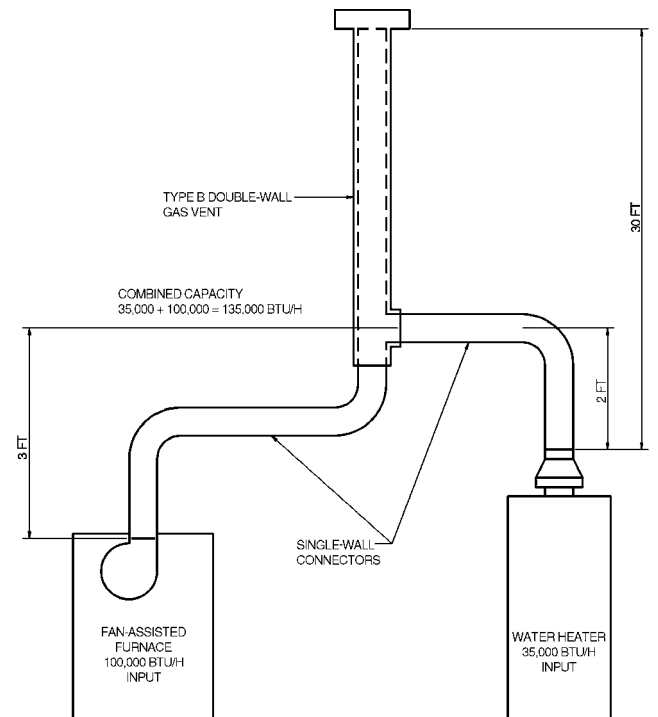 TYPE B DOUBLE-WALL
GAS VENT
30 FT
COMBINED CAPACITY
35,000 + 100,000 = 135,000 BTU/H
3 FT
2 FT
SINGLE-WALL
CONNECTORS
FAN-ASSISTED
FURNACE
100,000 BTU/H
INPUT
WATER HEATER
35,000 BTU/H
INPUT